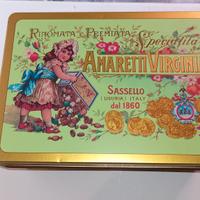 Rinomata e Premiata
Specialità
Amaretti Virginia
Sassello
(Liguria) Italy
dal 1860